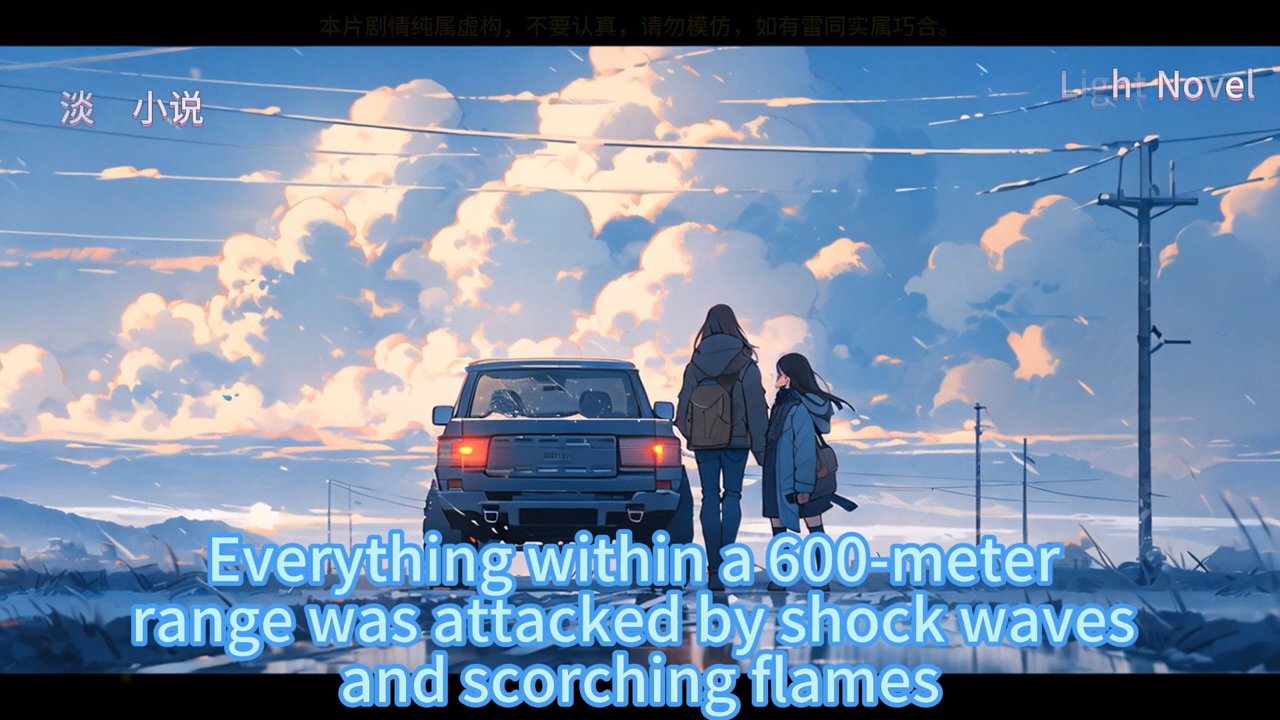 本片剧情纯属虚构，不要认真，请勿模仿，如有雷同实属巧合。
淡 小说
Light Novel
Everything within a 600-meter
range was attacked by shock waves
and scorching flames